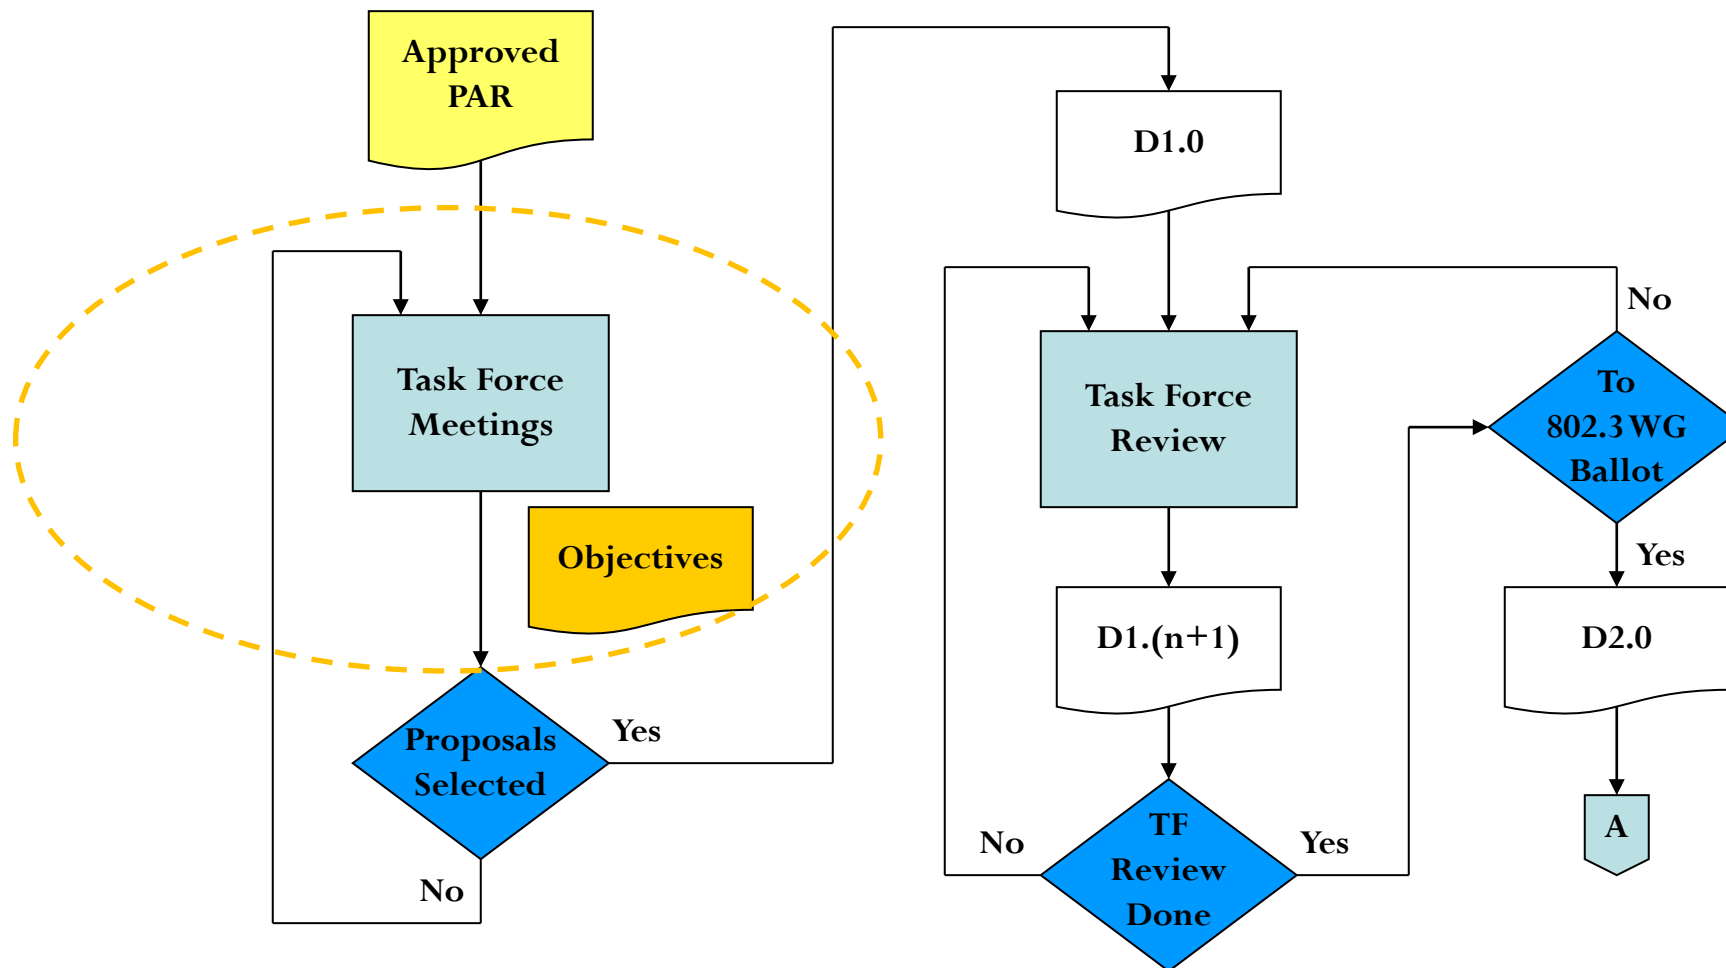 Approved
PAR
Task Force
Meetings
Objectives
Proposals
Selected
Yes
No
D1.0
Task Force
Review
D1.(n+1)
TF
Review
Done
No
Yes
To
802.3 WG
Ballot
No
Yes
D2.0
A